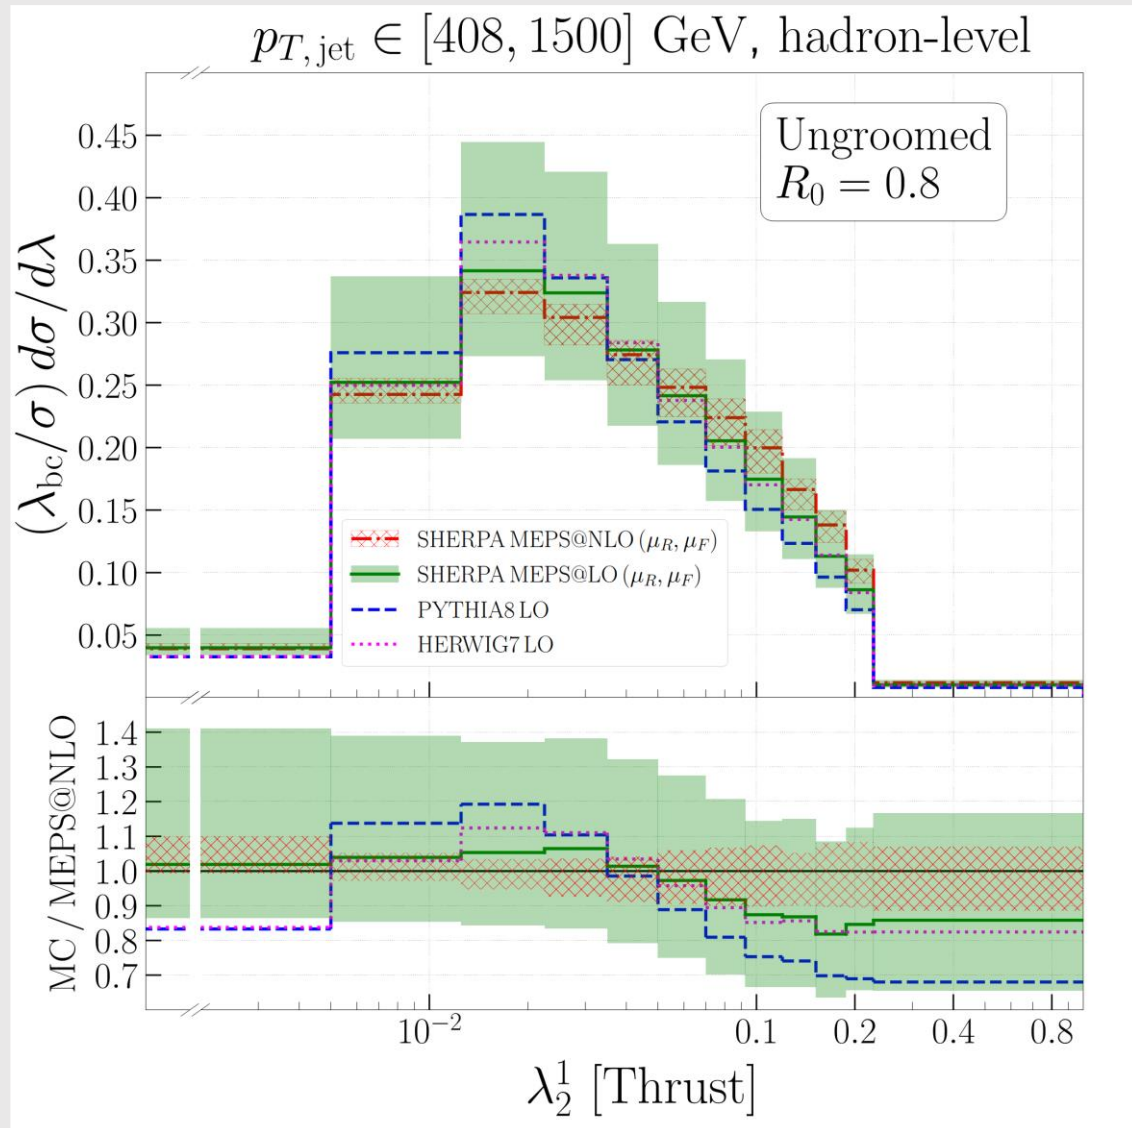 p_{T, jet} ∈ [408, 1500] GeV, hadron-level
Ungroomed
R_0 = 0.8
(λ_bc/σ) dσ/dλ
0.45
0.40
0.35
0.30
0.25
0.20
0.15
0.10
0.05
SHERPA MEPS@NLO (μ_R, μ_F)
SHERPA MEPS@LO (μ_R, μ_F)
PYTHIA8 LO
HERWIG7 LO
MC / MEPS@NLO
1.4
1.3
1.2
1.1
1.0
0.9
0.8
0.7
10^{-2}
0.1
0.2
0.4
0.8
λ_2^1 [Thrust]